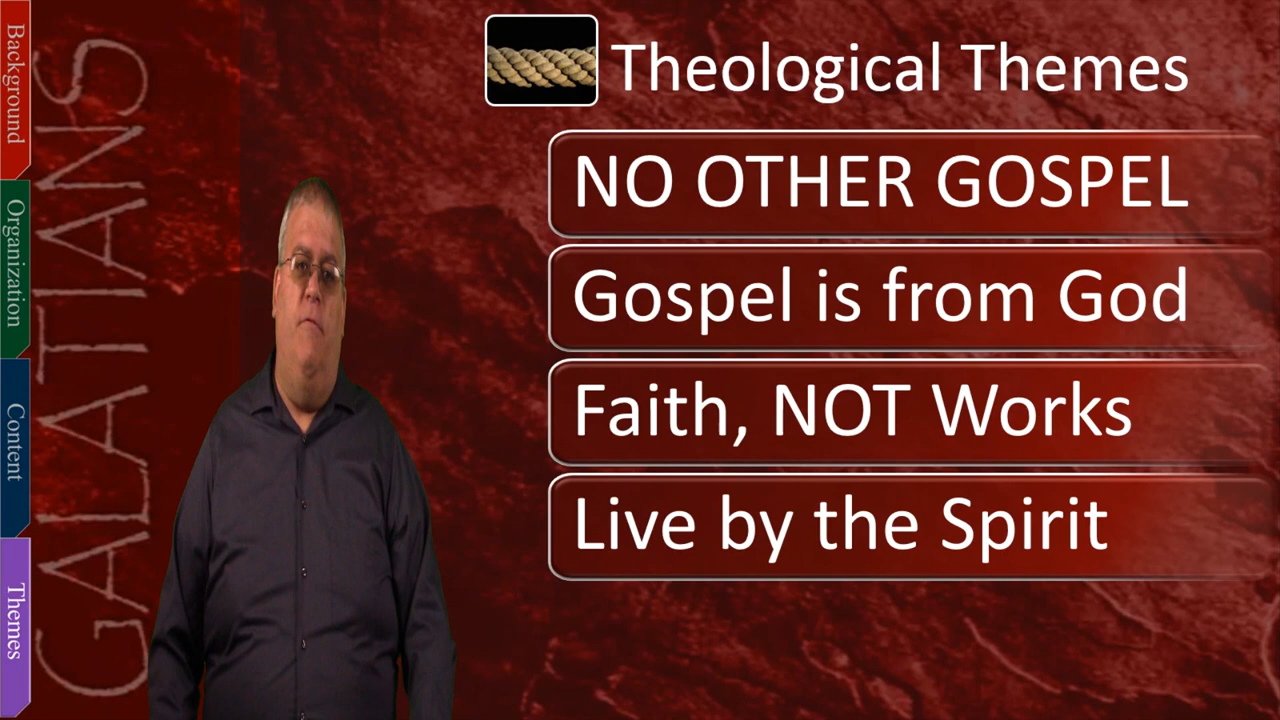 Background
Organization
Content
Themes
GALATIANS
Theological Themes
NO OTHER GOSPEL
Gospel is from God
Faith, NOT Works
Live by the Spirit